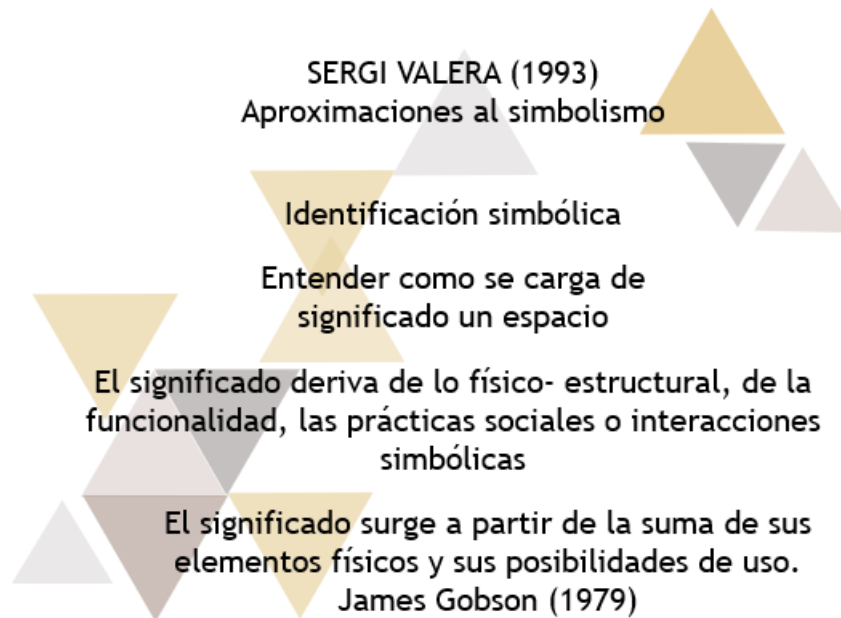 SERGI VALERA (1993)
Aproximaciones al simbolismo
Identificación simbólica
Entender como se carga de
significado un espacio
El significado deriva de lo físico- estructural, de la
funcionalidad, las prácticas sociales o interacciones
simbólicas
El significado surge a partir de la suma de sus
elementos físicos y sus posibilidades de uso.
James Gobson (1979)